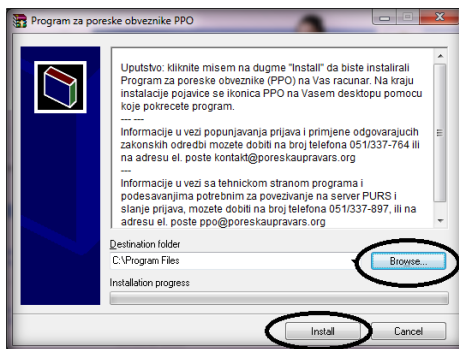 Program za poreske obveznike PPO
Uputstvo: kliknite misem na dugme "Install" da biste instalirali
Program za poreske obveznike (PPO) na Vas racunar. Na kraju
instalacije pojavice se ikonica PPO na Vasem desktopu pomocu
koje pokrecete program.
--- ---
Informacije u vezi popunjavanja prijava i primjene odgovarajucih
zakonskih odredbi mozete dobiti na broj telefona 051/337-764 ili
na adresu el. poste kontakt@poreskaupravars.org
---
Informacije u vezi sa tehnickom stranom programa i
podesavanjima potrebnim za povezivanje na server PURS i
slanje prijava, mozete dobiti na broj telefona 051/337-897, ili na
adresu el. poste ppo@poreskaupravars.org
Destination folder
C:\Program Files
Browse...
Installation progress
Install
Cancel